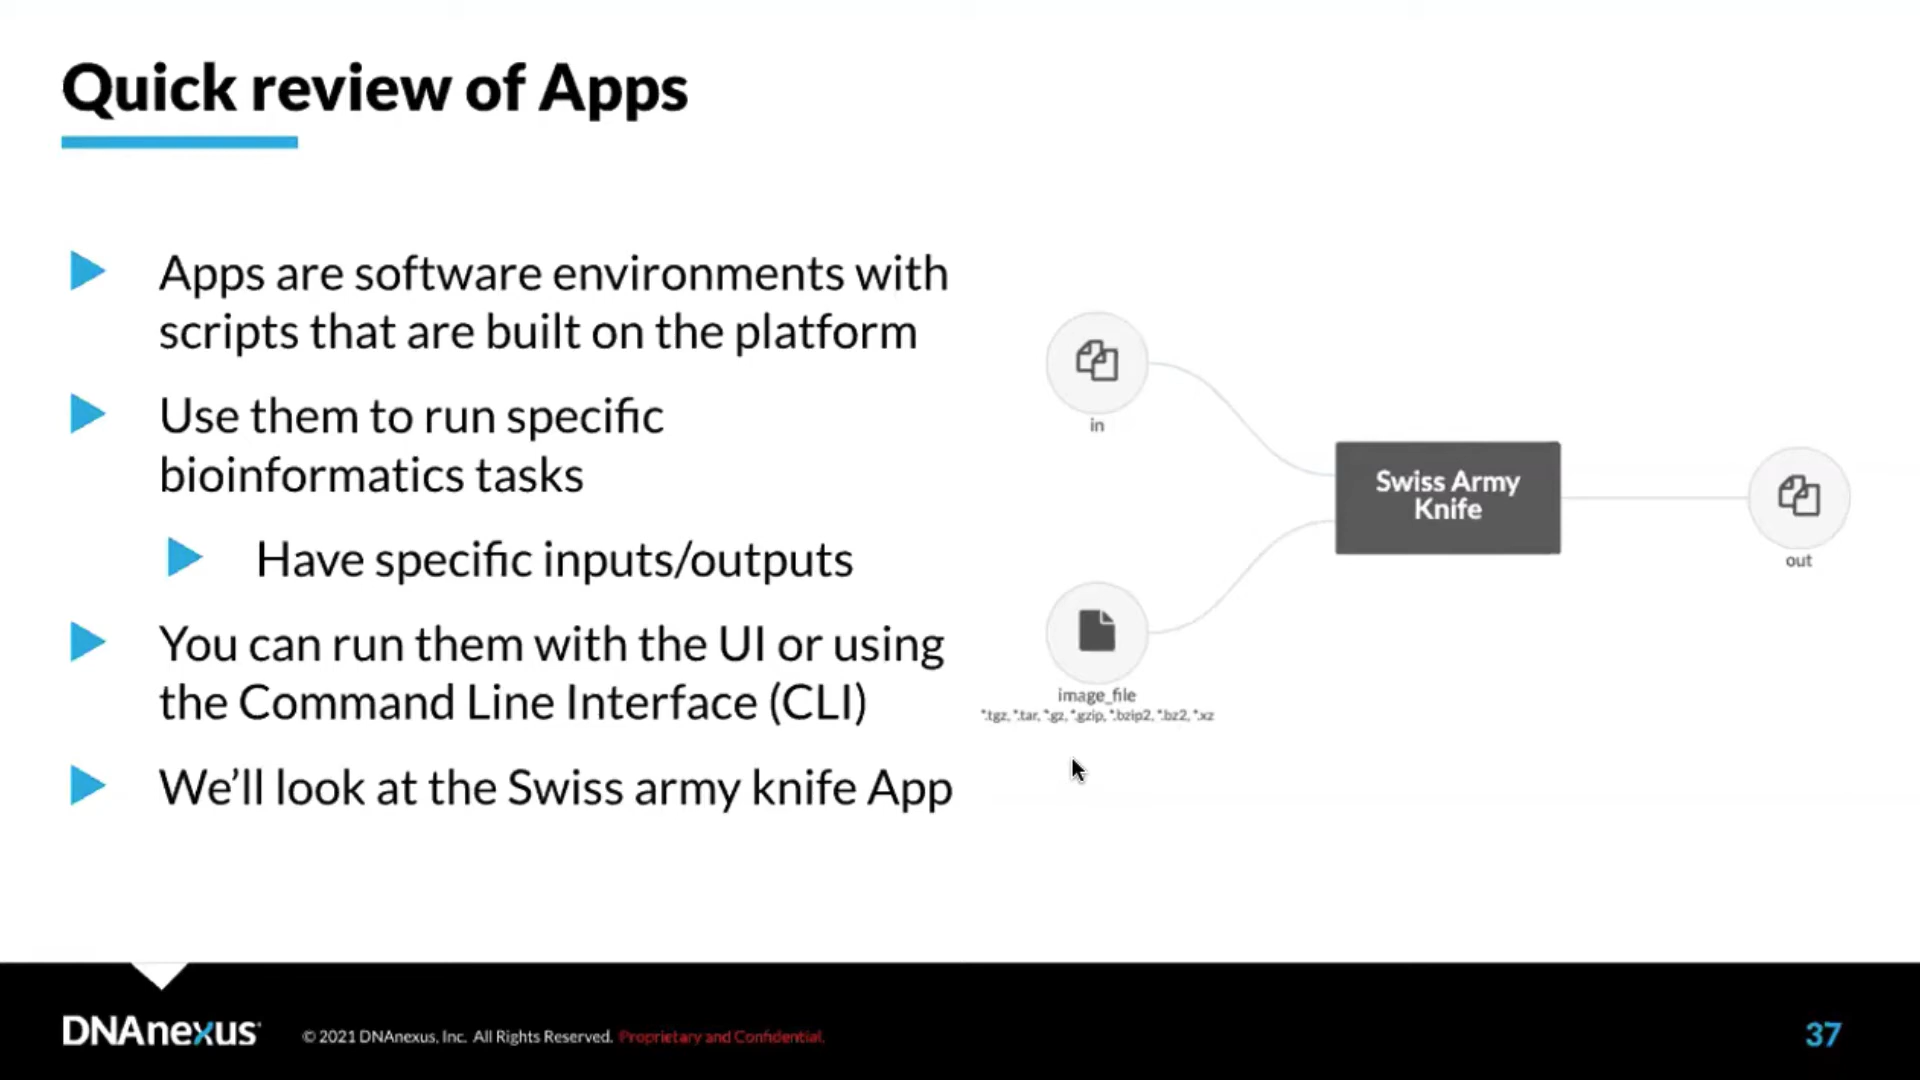 Quick review of Apps
Apps are software environments with
scripts that are built on the platform
Use them to run specific
bioinformatics tasks
Have specific inputs/outputs
You can run them with the UI or using
the Command Line Interface (CLI)
We'll look at the Swiss army knife App
in
Swiss Army
Knife
out
image_file
*.tgz, *.tar, *.gz, *.gzip, *.bzip2, *.bz2, *.xz
DNAnexus
© 2021 DNAnexus, Inc. All Rights Reserved. Proprietary and Confidential.
37